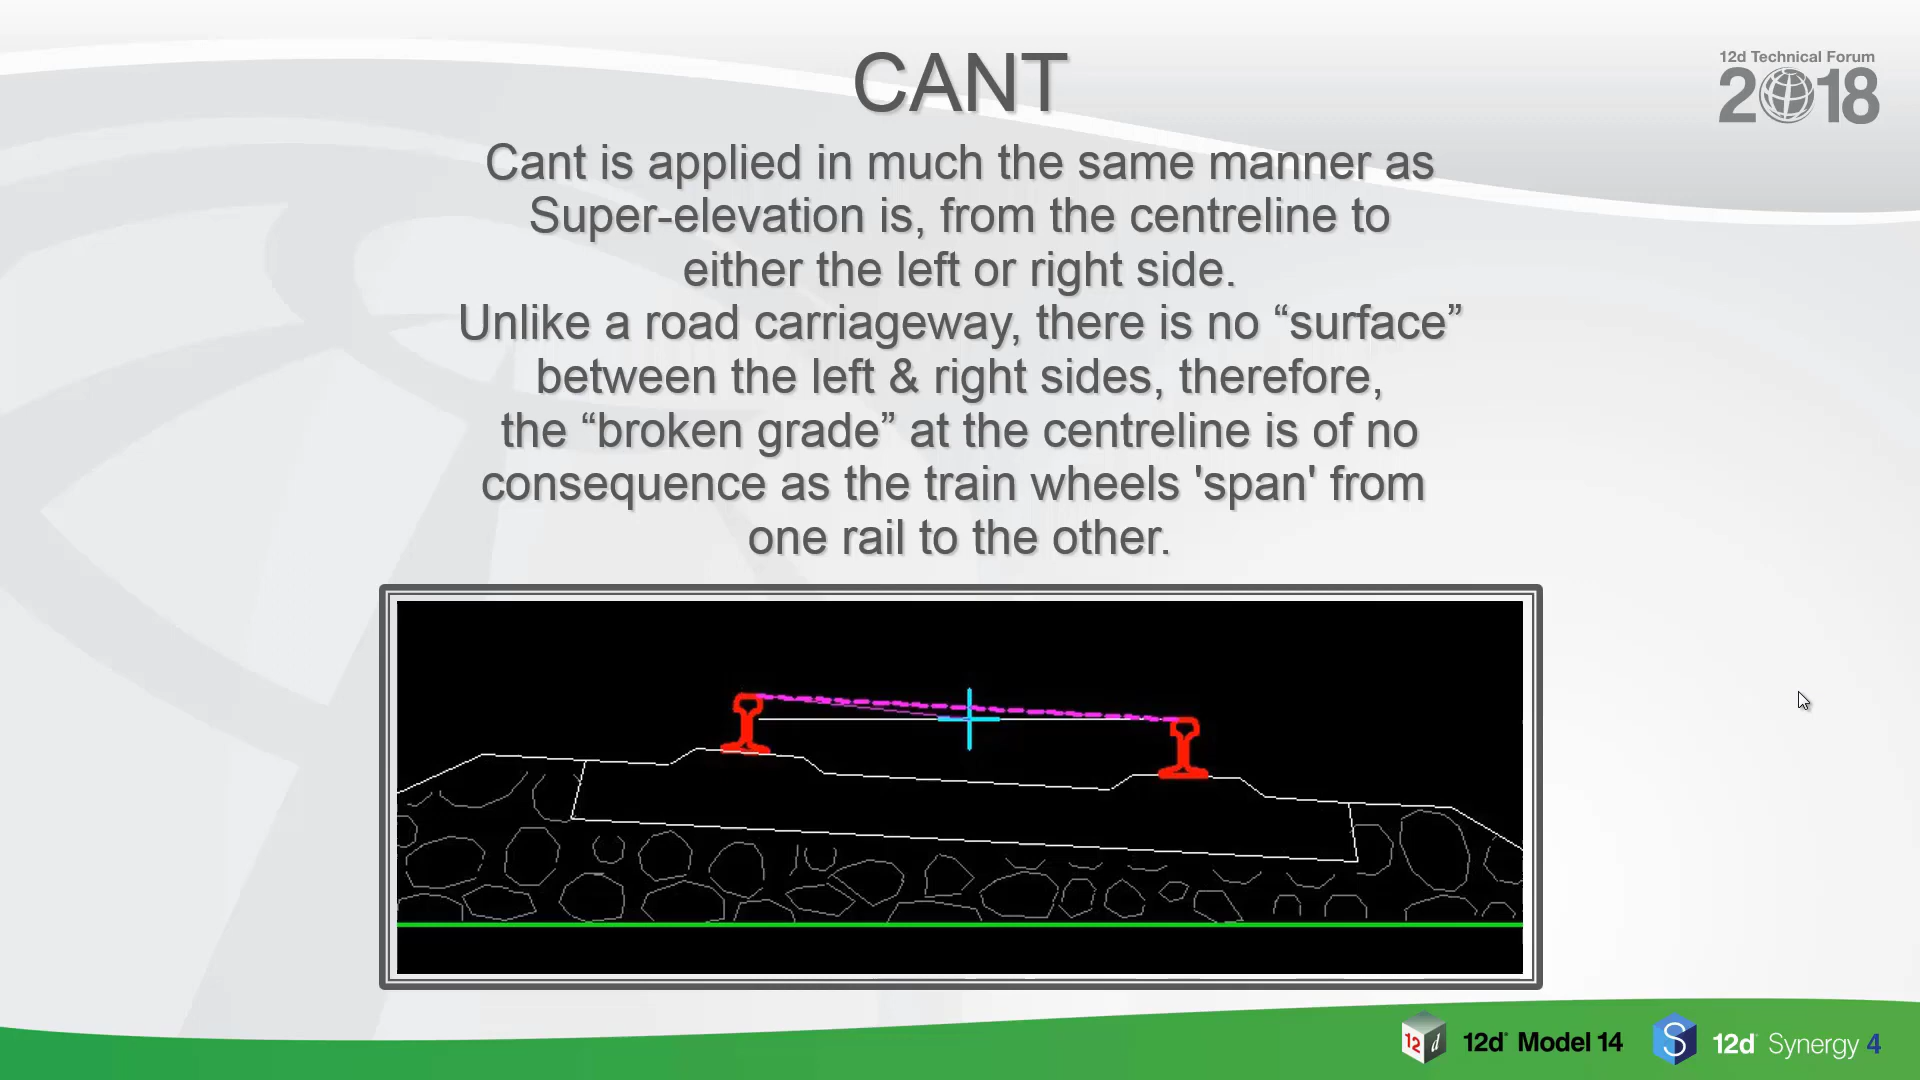 CANT
12d Technical Forum
2018
Cant is applied in much the same manner as
Super-elevation is, from the centreline to
either the left or right side.
Unlike a road carriageway, there is no “surface”
between the left & right sides, therefore,
the “broken grade” at the centreline is of no
consequence as the train wheels 'span' from
one rail to the other.
12 d 12d Model 14 S 12d Synergy 4